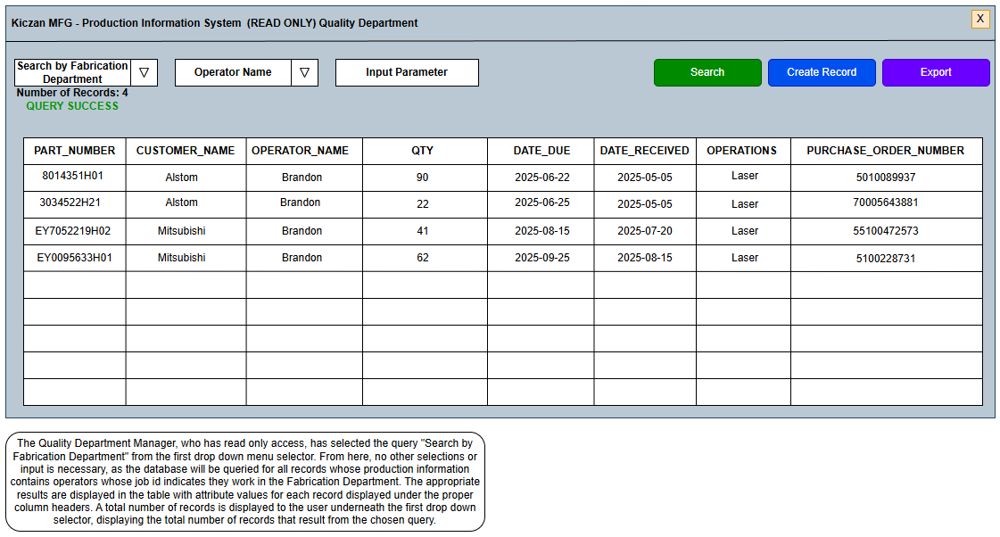 Kiczan MFG - Production Information System (READ ONLY) Quality Department
X
Search by Fabrication
Department
▽
Operator Name
▽
Input Parameter
Search
Create Record
Export
Number of Records: 4
QUERY SUCCESS
PART_NUMBER CUSTOMER_NAME OPERATOR_NAME QTY DATE_DUE DATE_RECEIVED OPERATIONS PURCHASE_ORDER_NUMBER
8014351H01 Alstom Brandon 90 2025-06-22 2025-05-05 Laser 5010089937
3034522H21 Alstom Brandon 22 2025-06-25 2025-05-05 Laser 70005643881
EY7052219H02 Mitsubishi Brandon 41 2025-08-15 2025-07-20 Laser 55100472573
EY0095633H01 Mitsubishi Brandon 62 2025-09-25 2025-08-15 Laser 5100228731
The Quality Department Manager, who has read only access, has selected the query "Search by
Fabrication Department" from the first drop down menu selector. From here, no other selections or
input is necessary, as the database will be queried for all records whose production information
contains operators whose job id indicates they work in the Fabrication Department. The appropriate
results are displayed in the table with attribute values for each record displayed under the proper
column headers. A total number of records is displayed to the user underneath the first drop down
selector, displaying the total number of records that result from the chosen query.